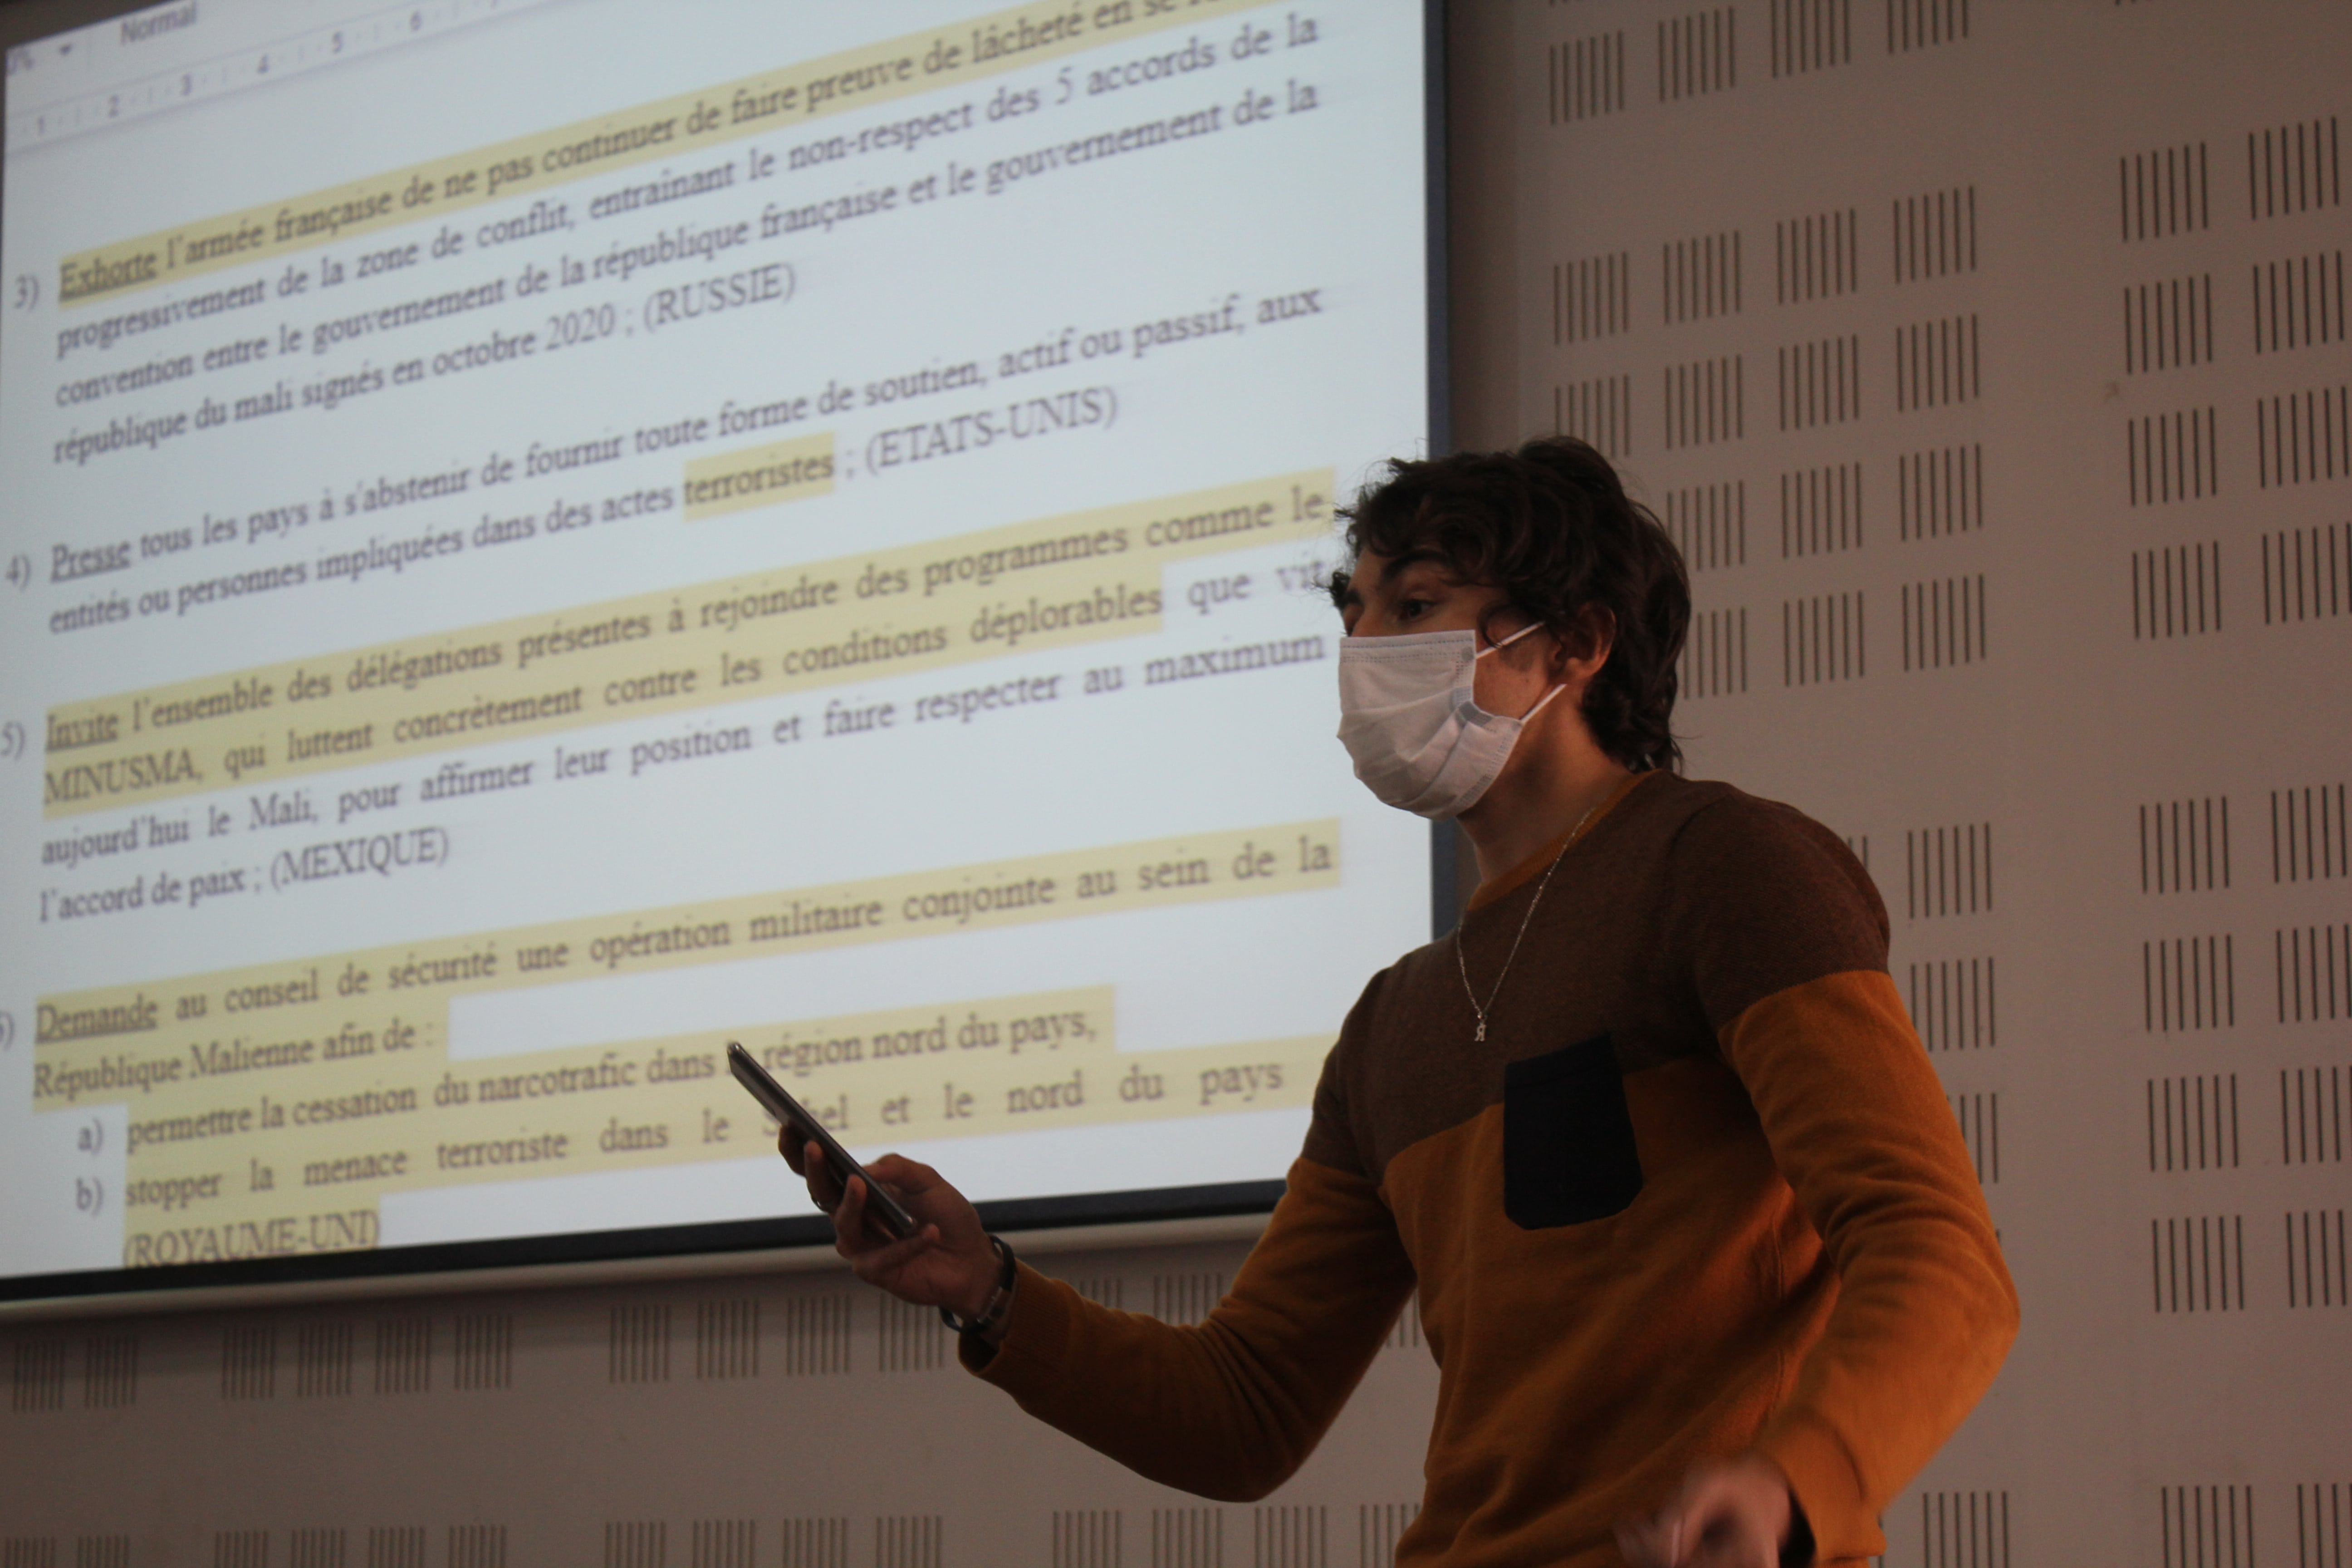 Normal
1 2 3 4 5 6
3) Exhorte l'armée française de ne pas continuer de faire preuve de lâcheté en se
progressivement de la zone de conflit, entraînant le non-respect des 5 accords de la
convention entre le gouvernement de la république française et le gouvernement de la
république du mali signés en octobre 2020 ; (RUSSIE)
4) Presse tous les pays à s'abstenir de fournir toute forme de soutien, actif ou passif, aux
entités ou personnes impliquées dans des actes terroristes ; (ETATS-UNIS)
5) Invite l'ensemble des délégations présentes à rejoindre des programmes comme le
MINUSMA, qui luttent concrètement contre les conditions déplorables que vit
aujourd'hui le Mali, pour affirmer leur position et faire respecter au maximum
l'accord de paix ; (MEXIQUE)
Demande au conseil de sécurité une opération militaire conjointe au sein de la
République Malienne afin de :
a) permettre la cessation du narcotrafic dans région nord du pays,
b) stopper la menace terroriste dans le et le nord du pays
(ROYAUME-UNI)